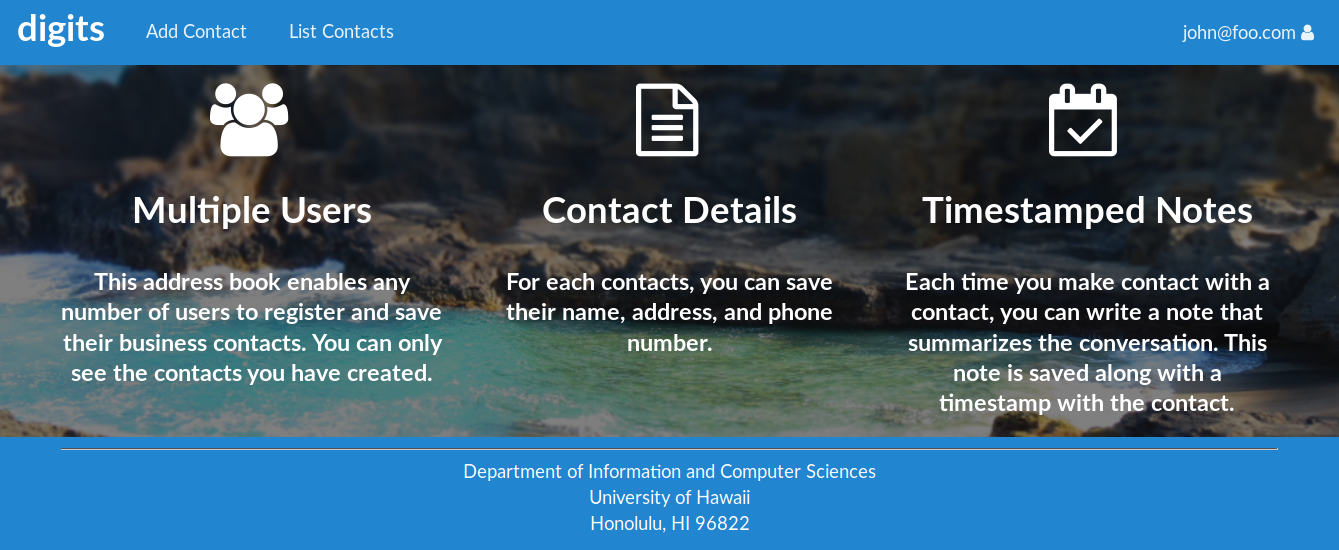 digits
Add Contact
List Contacts
john@foo.com
Multiple Users
This address book enables any
number of users to register and save
their business contacts. You can only
see the contacts you have created.
Contact Details
For each contacts, you can save
their name, address, and phone
number.
Timestamped Notes
Each time you make contact with a
contact, you can write a note that
summarizes the conversation. This
note is saved along with a
timestamp with the contact.
Department of Information and Computer Sciences
University of Hawaii
Honolulu, HI 96822